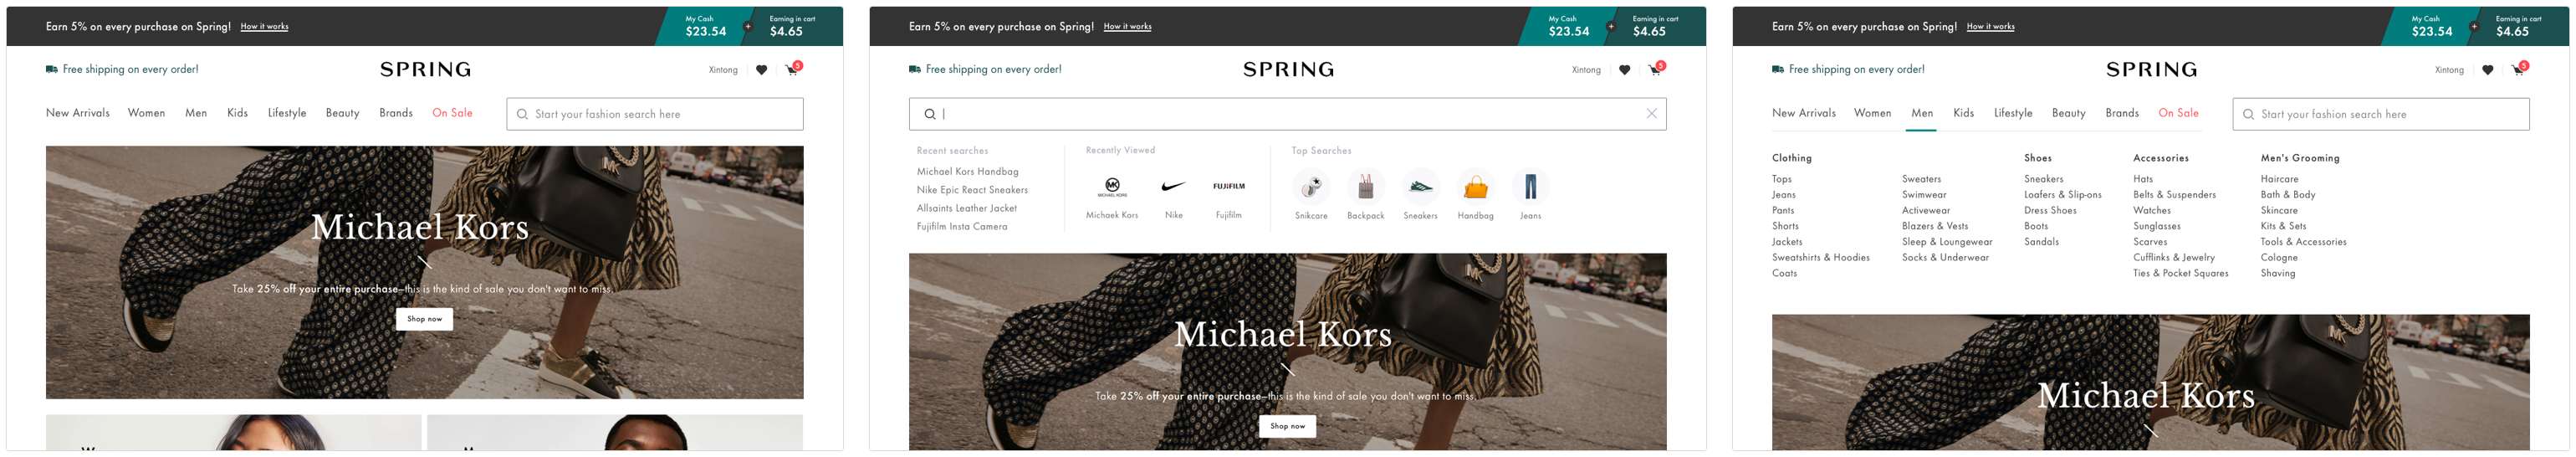 Earn 5% on every purchase on Spring! How it works
My Cash
$23.54
+
Earning in cart
$4.65
Free shipping on every order!
SPRING
Xintong
5
New Arrivals Women Men Kids Lifestyle Beauty Brands On Sale
Start your fashion search here
Michael Kors
Take 25% off your entire purchase—this is the kind of sale you don't want to miss.
Shop now
Earn 5% on every purchase on Spring! How it works
My Cash
$23.54
+
Earning in cart
$4.65
Free shipping on every order!
SPRING
Xintong
5
Recent searches
Michael Kors Handbag
Nike Epic React Sneakers
Allsaints Leather Jacket
Fujifilm Insta Camera
Recently Viewed
MICHAEL KORS
FUJIFILM
Michaek Kors Nike Fujifilm
Top Searches
Snikcare Backpack Sneakers Handbag Jeans
Michael Kors
Take 25% off your entire purchase—this is the kind of sale you don't want to miss.
Shop now
Earn 5% on every purchase on Spring! How it works
My Cash
$23.54
+
Earning in cart
$4.65
Free shipping on every order!
SPRING
Xintong
5
New Arrivals Women Men Kids Lifestyle Beauty Brands On Sale
Start your fashion search here
Clothing
Tops
Jeans
Pants
Shorts
Jackets
Sweatshirts & Hoodies
Coats
Sweaters
Swimwear
Activewear
Blazers & Vests
Sleep & Loungewear
Socks & Underwear
Shoes
Sneakers
Loafers & Slip-ons
Dress Shoes
Boots
Sandals
Accessories
Hats
Belts & Suspenders
Watches
Sunglasses
Scarves
Cufflinks & Jewelry
Ties & Pocket Squares
Men's Grooming
Haircare
Bath & Body
Skincare
Kits & Sets
Tools & Accessories
Cologne
Shaving
Michael Kors